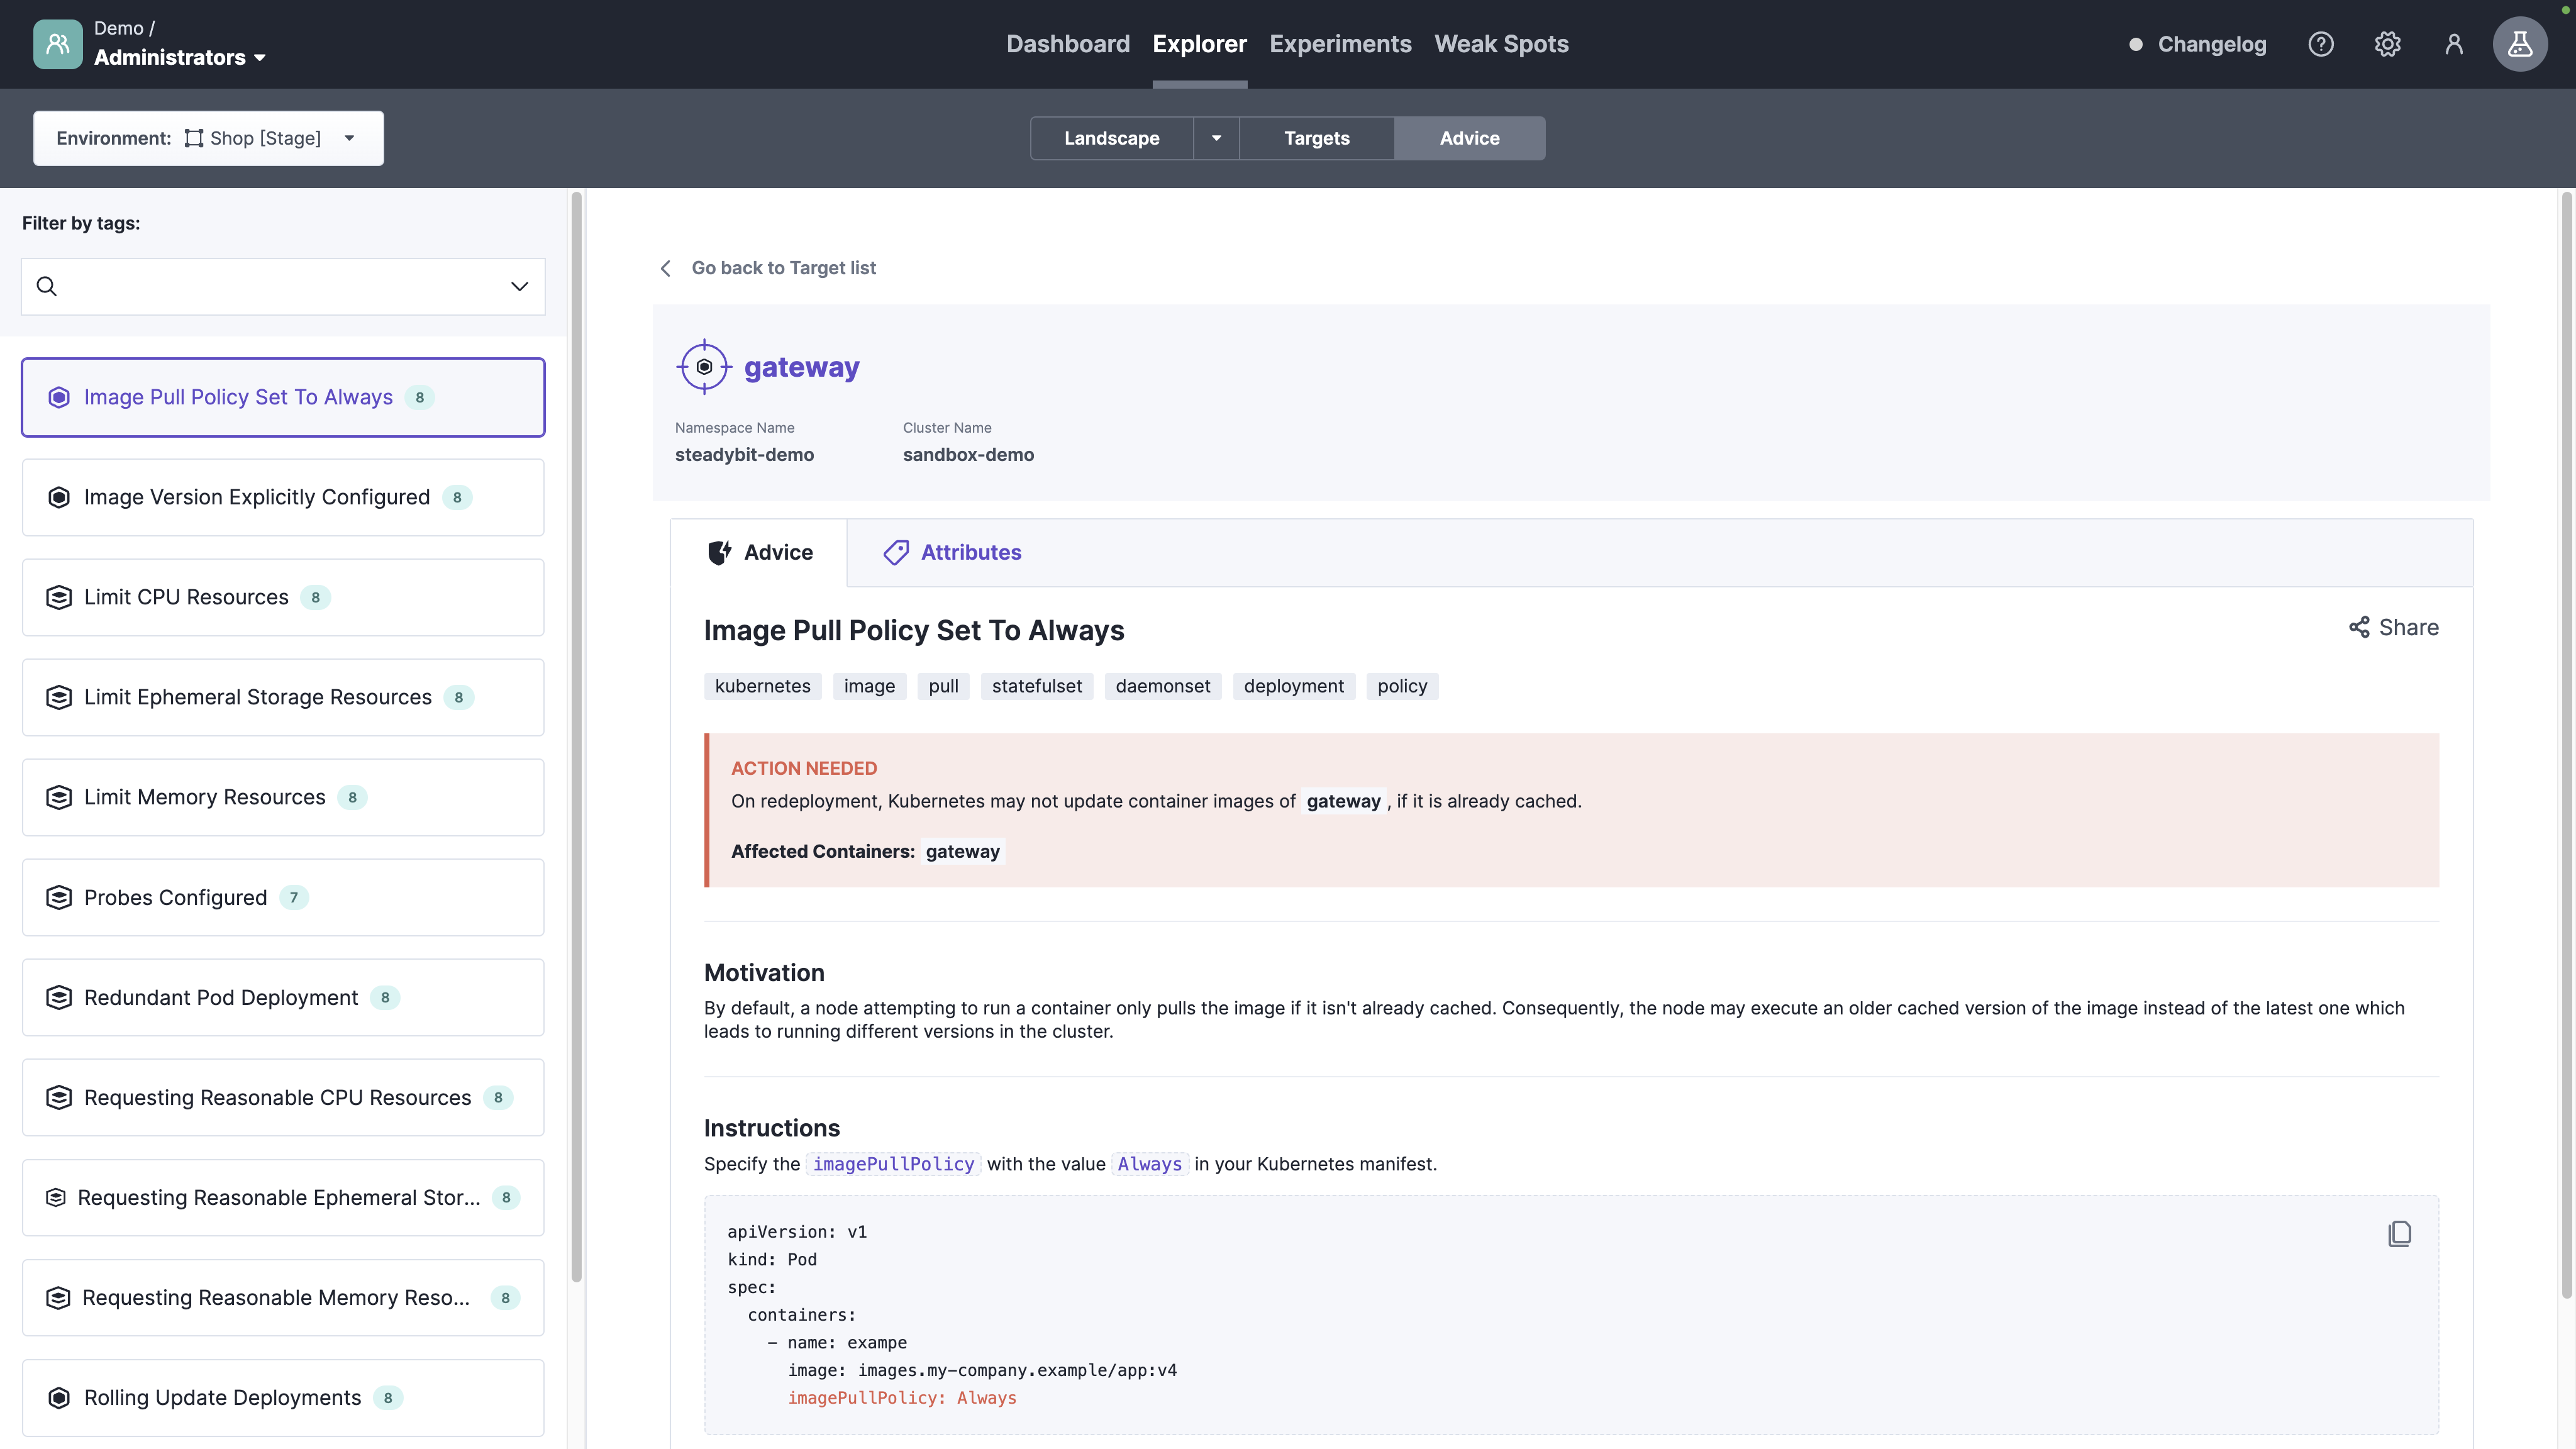 Demo /
Administrators
Dashboard Explorer Experiments Weak Spots
Changelog
Environment: Shop [Stage]
Landscape Targets Advice
Filter by tags:
Image Pull Policy Set To Always 8
Image Version Explicitly Configured 8
Limit CPU Resources 8
Limit Ephemeral Storage Resources 8
Limit Memory Resources 8
Probes Configured 7
Redundant Pod Deployment 8
Requesting Reasonable CPU Resources 8
Requesting Reasonable Ephemeral Stor... 8
Requesting Reasonable Memory Reso... 8
Rolling Update Deployments 8
Go back to Target list
gateway
Namespace Name Cluster Name
steadybit-demo sandbox-demo
Advice Attributes
Image Pull Policy Set To Always
Share
kubernetes image pull statefulset daemonset deployment policy
ACTION NEEDED
On redeployment, Kubernetes may not update container images of gateway , if it is already cached.
Affected Containers: gateway
Motivation
By default, a node attempting to run a container only pulls the image if it isn't already cached. Consequently, the node may execute an older cached version of the image instead of the latest one which
leads to running different versions in the cluster.
Instructions
Specify the imagePullPolicy with the value Always in your Kubernetes manifest.
apiVersion: v1
kind: Pod
spec:
containers:
- name: exampe
image: images.my-company.example/app:v4
imagePullPolicy: Always